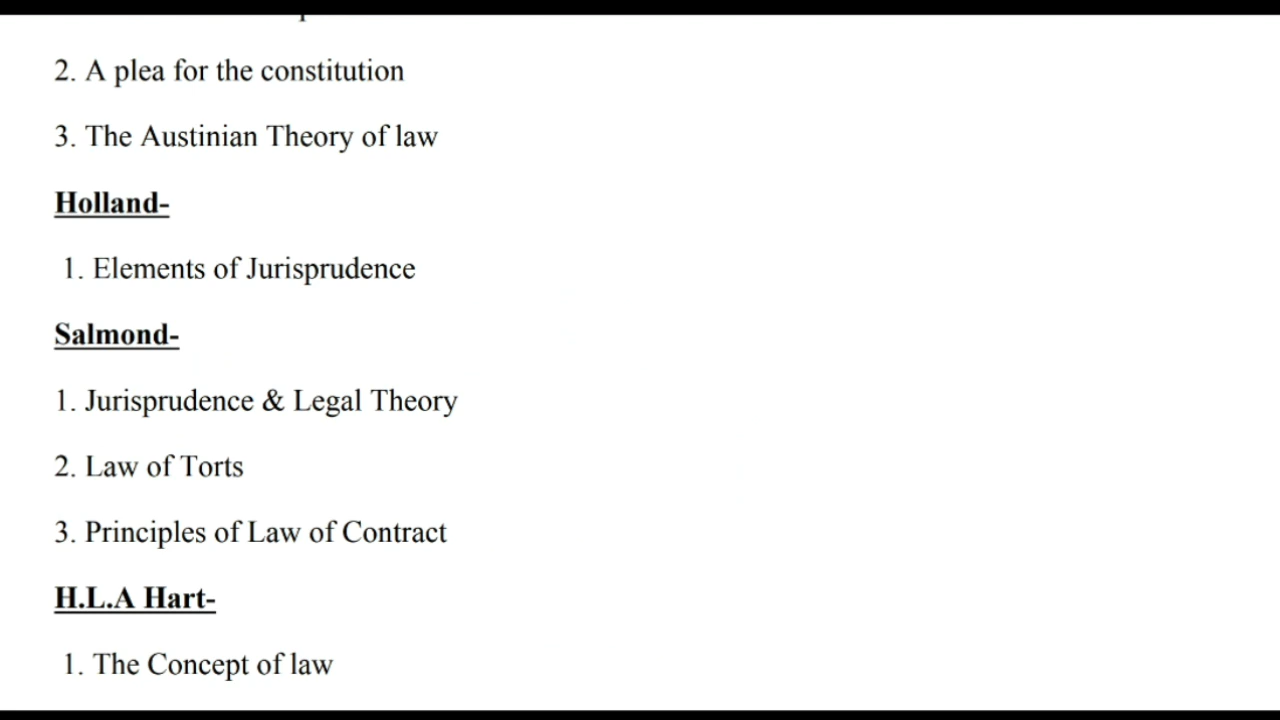 2. A plea for the constitution
3. The Austinian Theory of law
Holland-
1. Elements of Jurisprudence
Salmond-
1. Jurisprudence & Legal Theory
2. Law of Torts
3. Principles of Law of Contract
H.L.A Hart-
1. The Concept of law